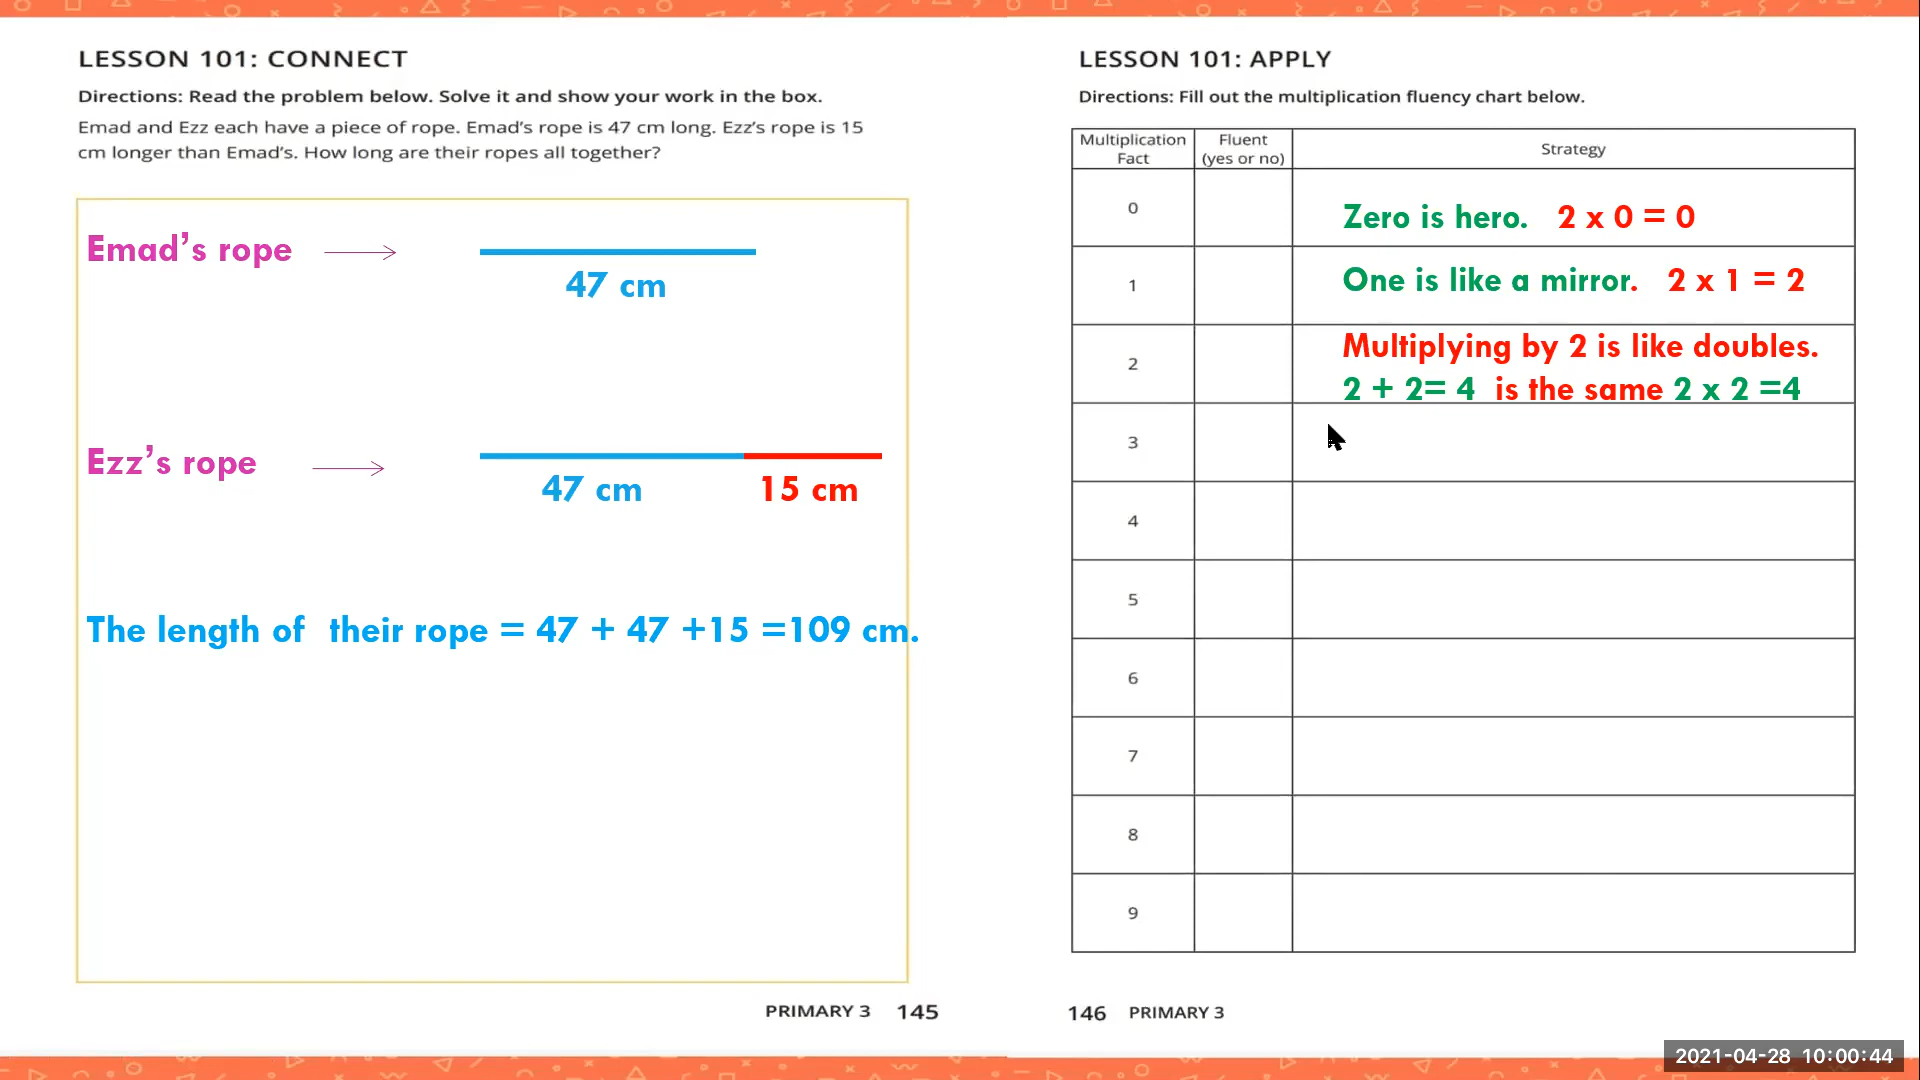 LESSON 101: CONNECT
Directions: Read the problem below. Solve it and show your work in the box.
Emad and Ezz each have a piece of rope. Emad's rope is 47 cm long. Ezz's rope is 15
cm longer than Emad's. How long are their ropes all together?
Emad's rope
47 cm
Ezz's rope
47 cm 15 cm
The length of their rope = 47 + 47 +15 =109 cm.
PRIMARY 3 145
LESSON 101: APPLY
Directions: Fill out the multiplication fluency chart below.
Multiplication Fact Fluent (yes or no) Strategy
0 Zero is hero. 2 x 0 = 0
1 One is like a mirror. 2 x 1 = 2
2 Multiplying by 2 is like doubles.
2 + 2= 4 is the same 2 x 2 =4
3
4
5
6
7
8
9
146 PRIMARY 3
2021-04-28 10:00:44